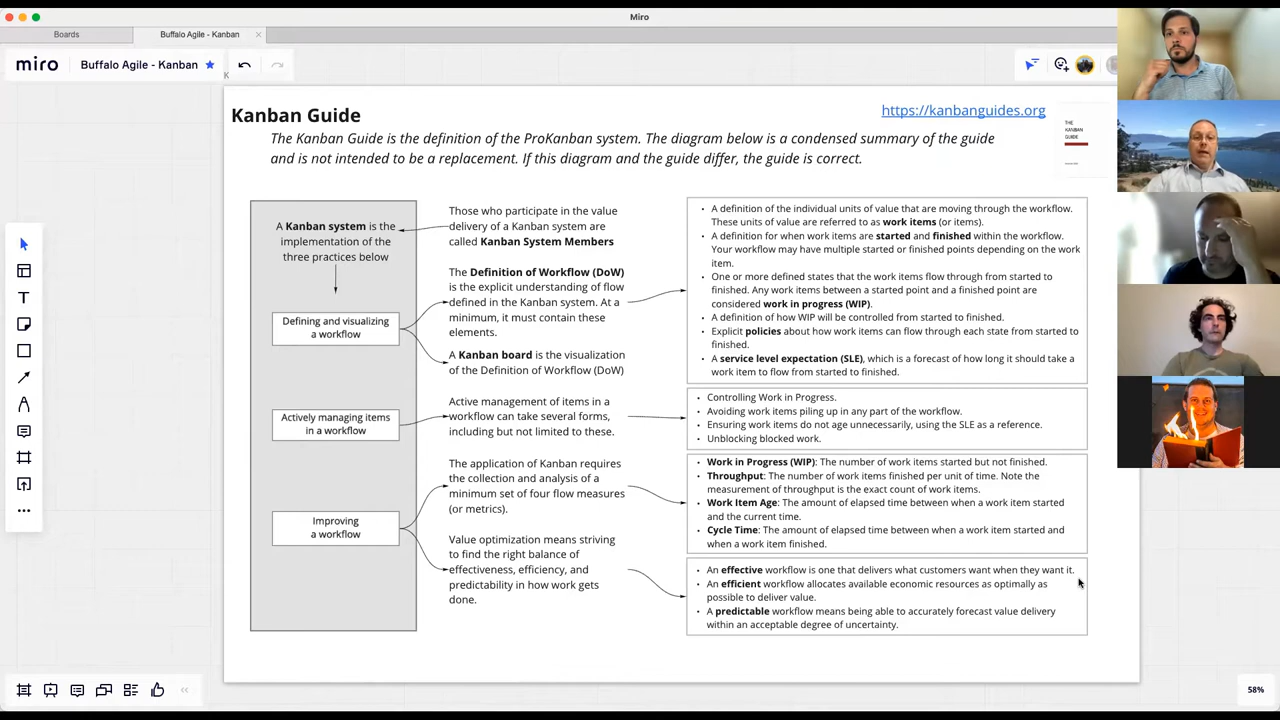 Miro
Boards
Buffalo Agile - Kanban
miro
Buffalo Agile - Kanban
K
Kanban Guide
https://kanbanguides.org
The Kanban Guide is the definition of the ProKanban system. The diagram below is a condensed summary of the guide
and is not intended to be a replacement. If this diagram and the guide differ, the guide is correct.
THE
KANBAN
GUIDE
A Kanban system is the
implementation of the
three practices below
Defining and visualizing
a workflow
Actively managing items
in a workflow
Improving
a workflow
Those who participate in the value
delivery of a Kanban system are
called Kanban System Members
The Definition of Workflow (DoW)
is the explicit understanding of flow
defined in the Kanban system. At a
minimum, it must contain these
elements.
A Kanban board is the visualization
of the Definition of Workflow (DoW)
Active management of items in a
workflow can take several forms,
including but not limited to these.
The application of Kanban requires
the collection and analysis of a
minimum set of four flow measures
(or metrics).
Value optimization means striving
to find the right balance of
effectiveness, efficiency, and
predictability in how work gets
done.
• A definition of the individual units of value that are moving through the workflow.
These units of value are referred to as work items (or items).
• A definition for when work items are started and finished within the workflow.
Your workflow may have multiple started or finished points depending on the work
item.
• One or more defined states that the work items flow through from started to
finished. Any work items between a started point and a finished point are
considered work in progress (WIP).
• A definition of how WIP will be controlled from started to finished.
• Explicit policies about how work items can flow through each state from started to
finished.
• A service level expectation (SLE), which is a forecast of how long it should take a
work item to flow from started to finished.
• Controlling Work in Progress.
• Avoiding work items piling up in any part of the workflow.
• Ensuring work items do not age unnecessarily, using the SLE as a reference.
• Unblocking blocked work.
• Work in Progress (WIP): The number of work items started but not finished.
• Throughput: The number of work items finished per unit of time. Note the
measurement of throughput is the exact count of work items.
• Work Item Age: The amount of elapsed time between when a work item started
and the current time.
• Cycle Time: The amount of elapsed time between when a work item started and
when a work item finished.
• An effective workflow is one that delivers what customers want when they want it.
• An efficient workflow allocates available economic resources as optimally as
possible to deliver value.
• A predictable workflow means being able to accurately forecast value delivery
within an acceptable degree of uncertainty.
58%